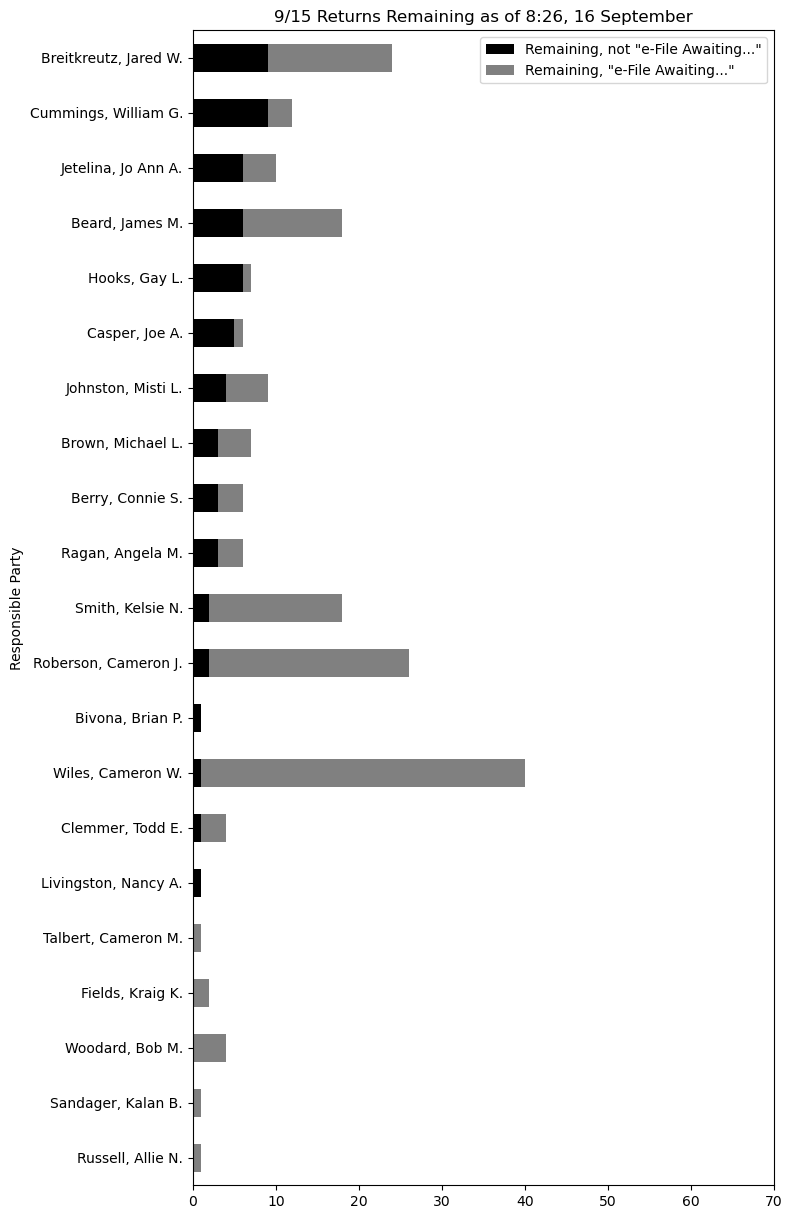 9/15 Returns Remaining as of 8:26, 16 September
Remaining, not "e-File Awaiting..."
Remaining, "e-File Awaiting..."
Responsible Party
Breitkreutz, Jared W.
Cummings, William G.
Jetelina, Jo Ann A.
Beard, James M.
Hooks, Gay L.
Casper, Joe A.
Johnston, Misti L.
Brown, Michael L.
Berry, Connie S.
Ragan, Angela M.
Smith, Kelsie N.
Roberson, Cameron J.
Bivona, Brian P.
Wiles, Cameron W.
Clemmer, Todd E.
Livingston, Nancy A.
Talbert, Cameron M.
Fields, Kraig K.
Woodard, Bob M.
Sandager, Kalan B.
Russell, Allie N.
0 10 20 30 40 50 60 70